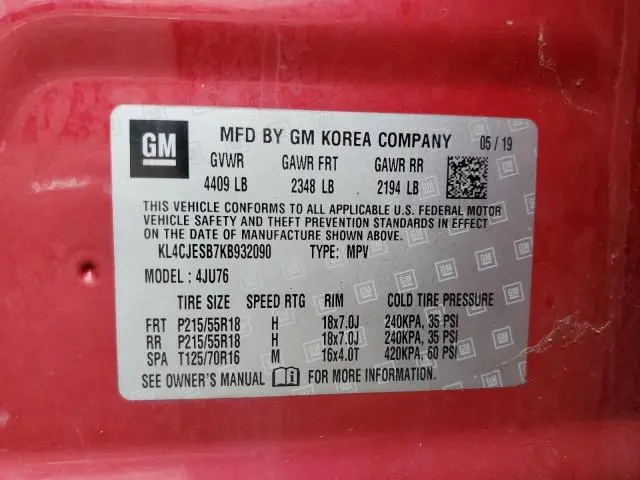 GM MFD BY GM KOREA COMPANY 05 / 19
GVWR GAWR FRT GAWR RR
4409 LB 2348 LB 2194 LB
THIS VEHICLE CONFORMS TO ALL APPLICABLE U.S. FEDERAL MOTOR
VEHICLE SAFETY AND THEFT PREVENTION STANDARDS IN EFFECT
ON THE DATE OF MANUFACTURE SHOWN ABOVE.
KL4CJESB7KB932090 TYPE: MPV
MODEL : 4JU76
TIRE SIZE SPEED RTG RIM COLD TIRE PRESSURE
FRT P215/55R18 H 18x7.0J 240KPA, 35 PSI
RR P215/55R18 H 18x7.0J 240KPA, 35 PSI
SPA T125/70R16 M 16x4.0T 420KPA, 60 PSI
SEE OWNER'S MANUAL FOR MORE INFORMATION.